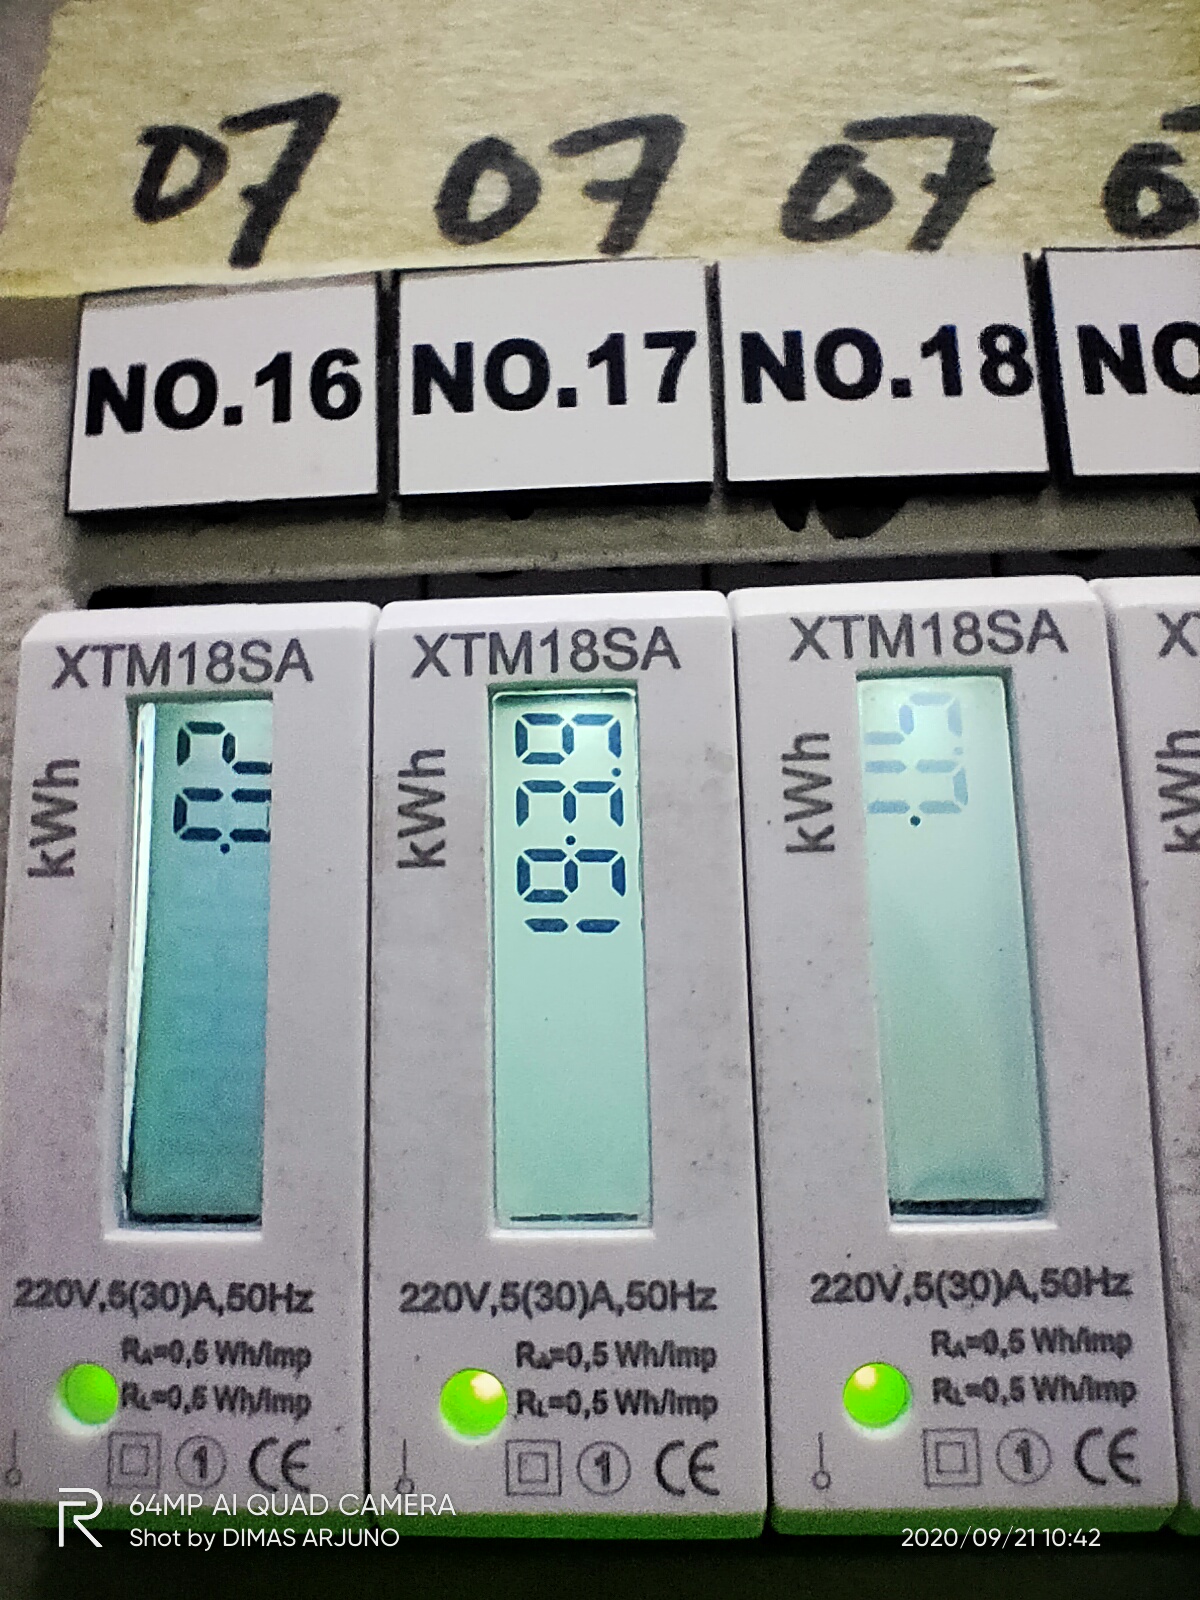 07 07 07
NO.16 NO.17 NO.18 NO
XTM18SA XTM18SA XTM18SA XT
kWh kWh kWh kWh
220V,5(30)A,50Hz 220V,5(30)A,50Hz 220V,5(30)A,50Hz
RA=0,5 Wh/imp RA=0,5 Wh/imp RA=0,5 Wh/imp
RL=0,5 Wh/imp RL=0,5 Wh/imp RL=0,5 Wh/imp
1 CE 1 CE 1 CE
R 64MP AI QUAD CAMERA
Shot by DIMAS ARJUNO 2020/09/21 10:42